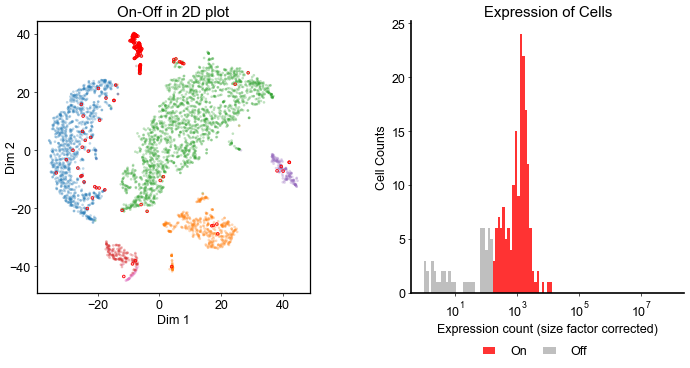 On-Off in 2D plot
Dim 2
40
20
0
−20
−40
−20
0
20
40
Dim 1
Expression of Cells
Cell Counts
25
20
15
10
5
0
10^1
10^3
10^5
10^7
Expression count (size factor corrected)
On
Off